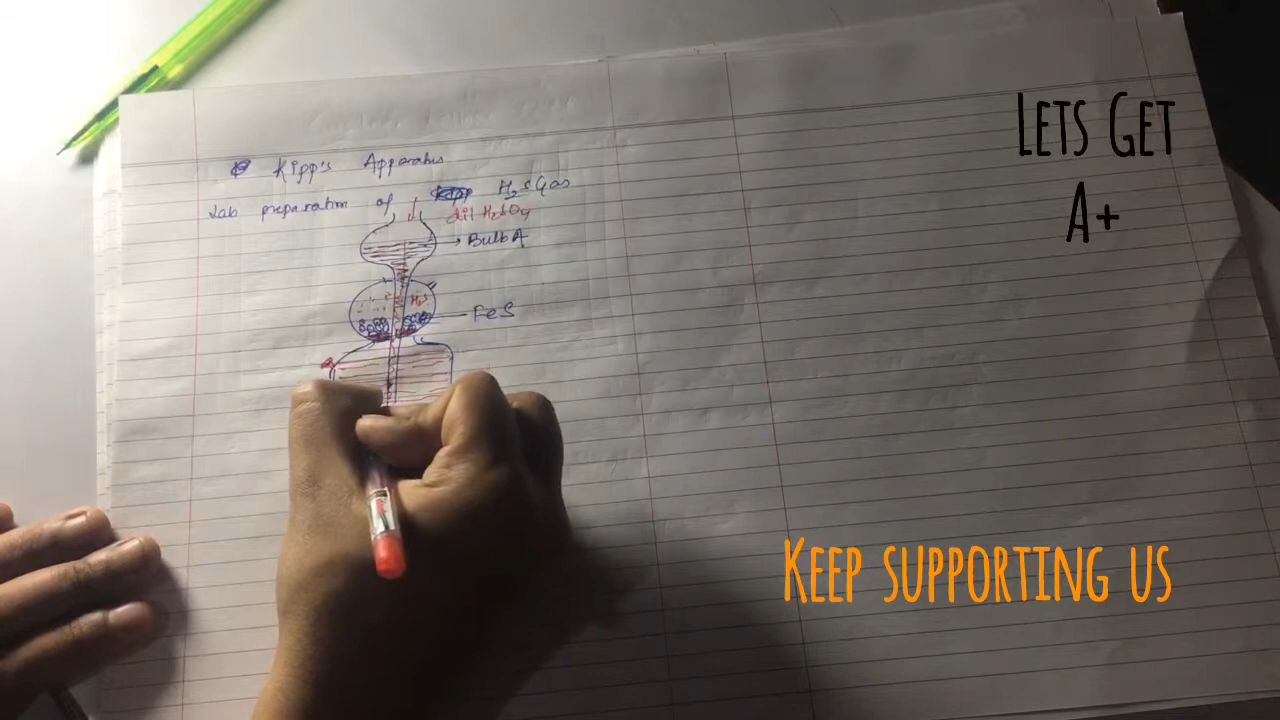 Kipp's Apparatus
Lab preparation of H₂S Gas
dil H₂SO₄
Bulb A
H₂S
FeS
LETS GET
A+
KEEP SUPPORTING US